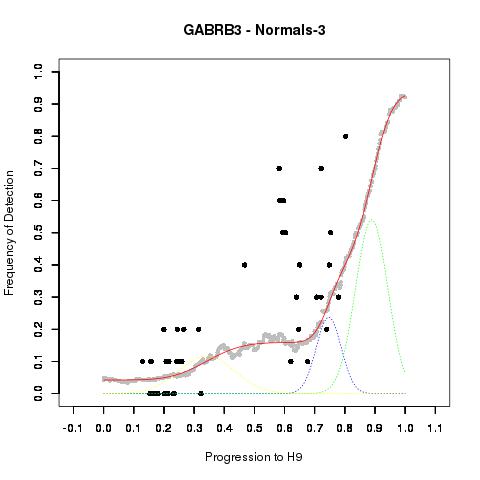 GABRB3 - Normals-3
Frequency of Detection
1.0
0.9
0.8
0.7
0.6
0.5
0.4
0.3
0.2
0.1
0.0
-0.1 0.0 0.1 0.2 0.3 0.4 0.5 0.6 0.7 0.8 0.9 1.0 1.1
Progression to H9